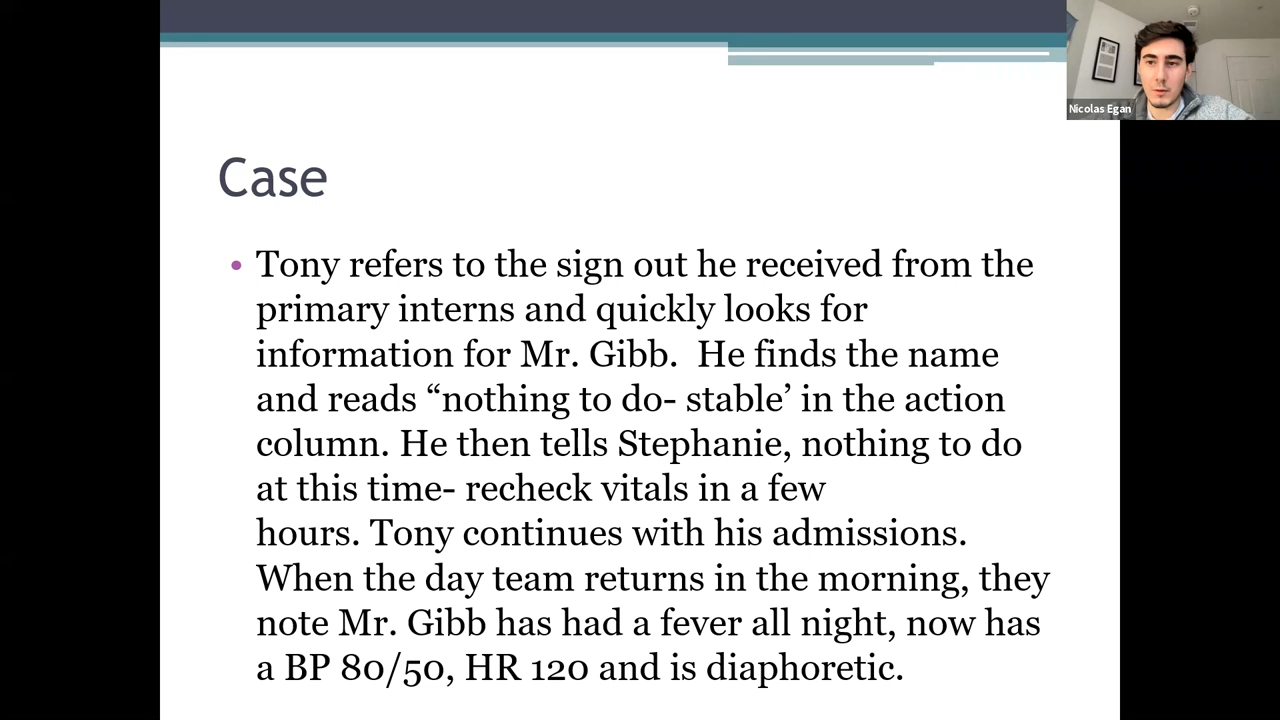 Nicolas Egan
Case
• Tony refers to the sign out he received from the
primary interns and quickly looks for
information for Mr. Gibb.  He finds the name
and reads “nothing to do- stable’ in the action
column. He then tells Stephanie, nothing to do
at this time- recheck vitals in a few
hours. Tony continues with his admissions.
When the day team returns in the morning, they
note Mr. Gibb has had a fever all night, now has
a BP 80/50, HR 120 and is diaphoretic.